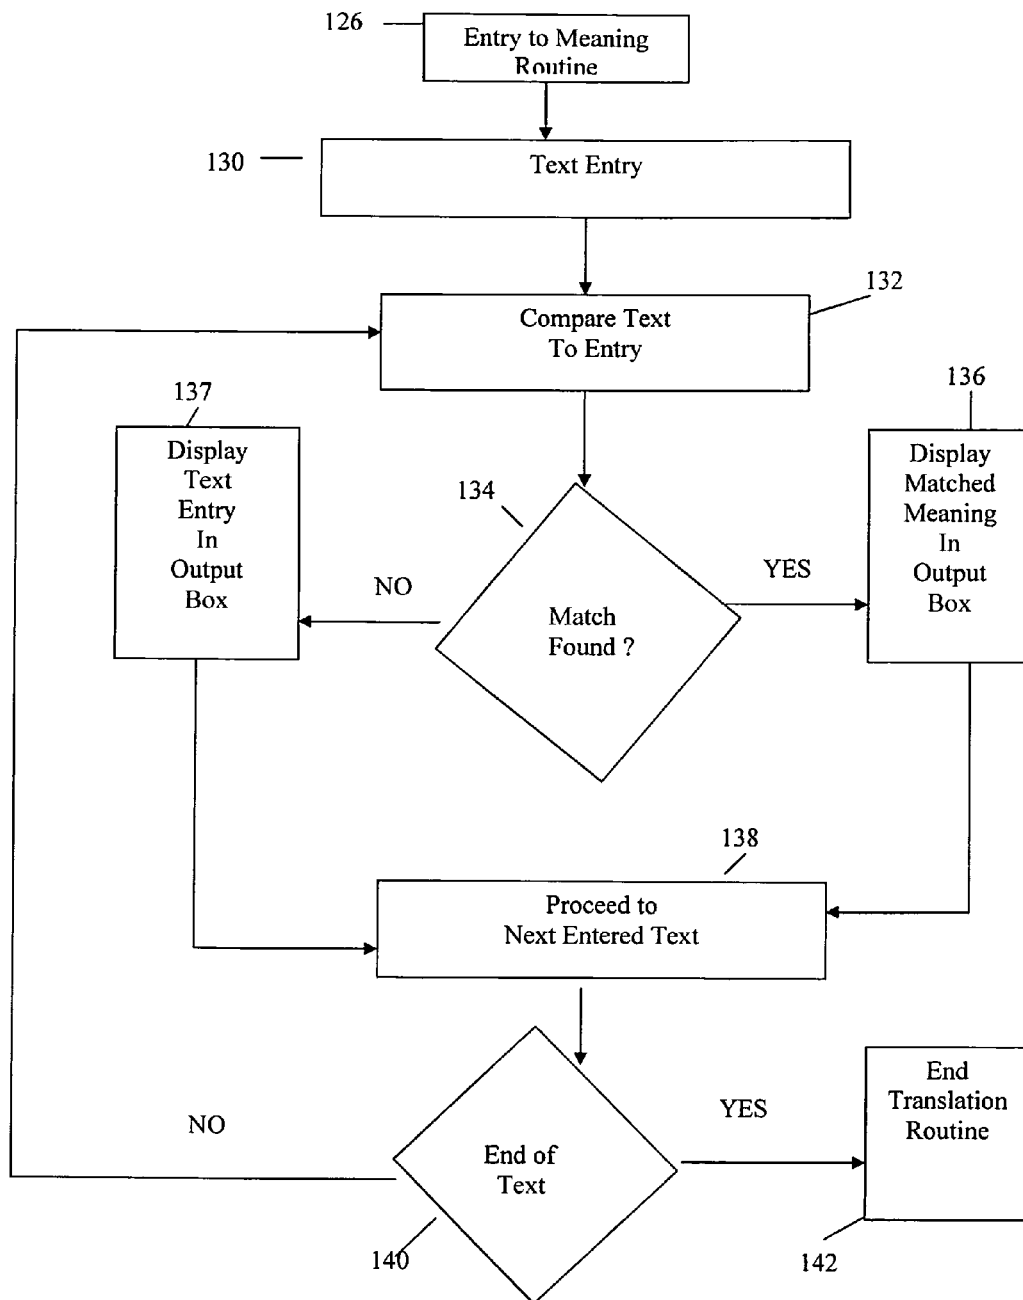 126
Entry to Meaning
Routine
130
Text Entry
132
Compare Text
To Entry
137
136
Display
Text
Entry
In
Output
Box
Display
Matched
Meaning
In
Output
Box
134
NO
YES
Match
Found ?
138
Proceed to
Next Entered Text
NO
YES
End of
Text
End
Translation
Routine
140
142